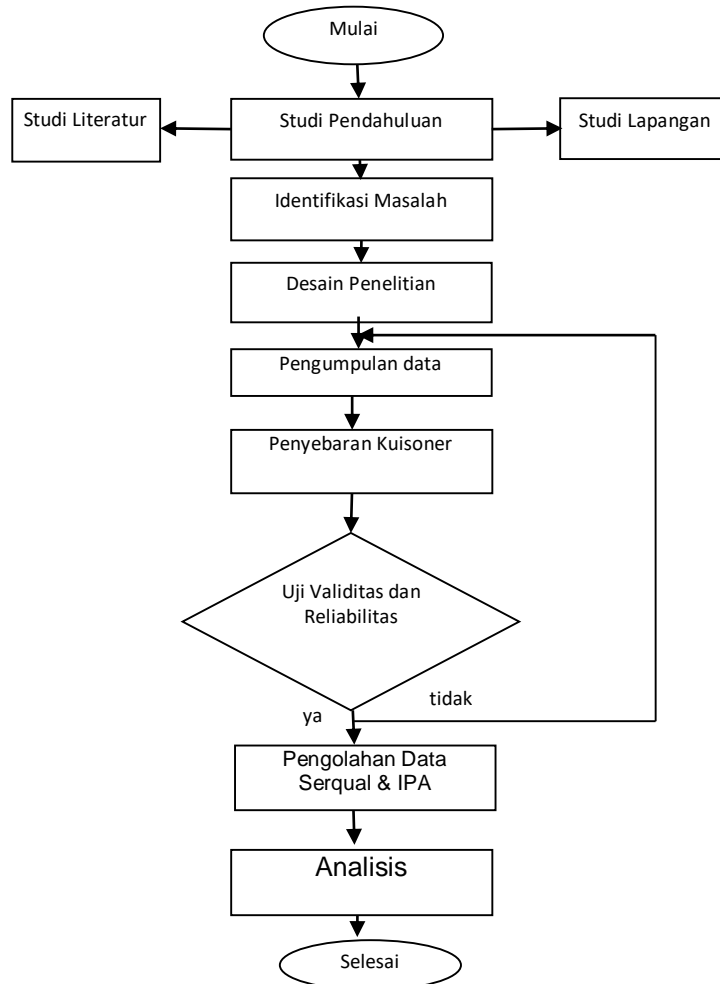 Mulai
Studi Literatur
Studi Pendahuluan
Studi Lapangan
Identifikasi Masalah
Desain Penelitian
Pengumpulan data
Penyebaran Kuisoner
Uji Validitas dan
Reliabilitas
ya
tidak
Pengolahan Data
Serqual & IPA
Analisis
Selesai